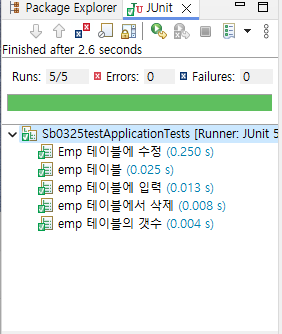 Package Explorer JUnit
Finished after 2.6 seconds
Runs: 5/5 Errors: 0 Failures: 0
Sb0325testApplicationTests [Runner: JUnit 5
Emp 테이블에 수정 (0.250 s)
emp 테이블 (0.025 s)
emp 테이블에 입력 (0.013 s)
emp 테이블에서 삭제 (0.008 s)
emp 테이블의 갯수 (0.004 s)